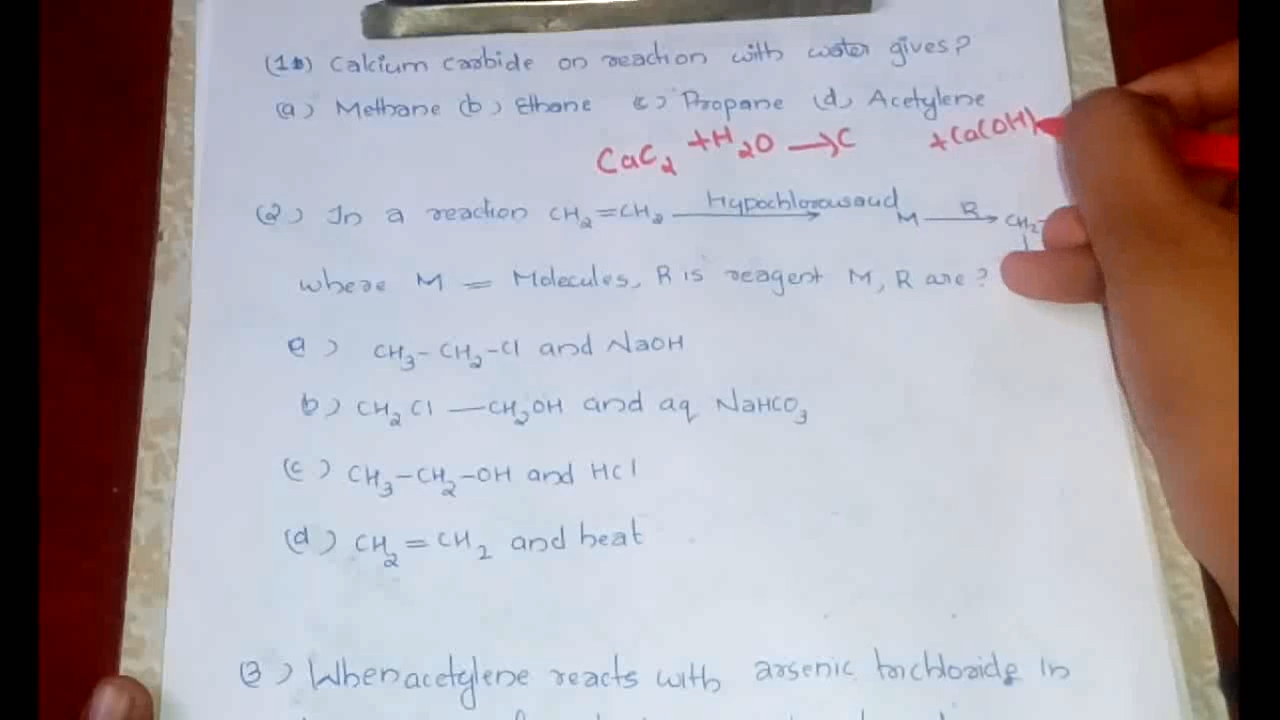 (1) Calcium carbide on reaction with water gives?
(a) Methane (b) Ethane (c) Propane (d) Acetylene
CaC2 + H2O → C + Ca(OH)
(2) In a reaction CH2=CH2 Hypochlorous acid → M R → CH2-
where M = Molecules, R is reagent M, R are?
a) CH3-CH2-Cl and NaOH
b) CH2Cl—CH2OH and aq NaHCO3
(c) CH3-CH2-OH and HCl
(d) CH2=CH2 and heat
(3) When acetylene reacts with arsenic trichloride in